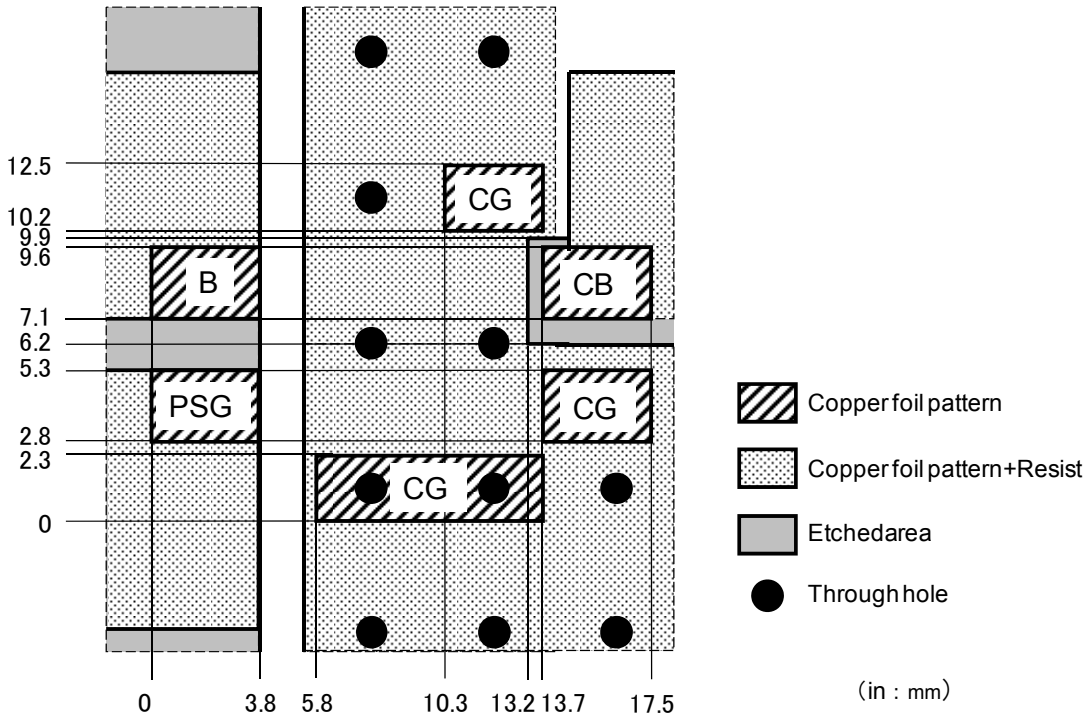 12.5
10.2
9.9
9.6
7.1
6.2
5.3
2.8
2.3
0
CG
B
CB
PSG
CG
CG
0 3.8 5.8 10.3 13.2 13.7 17.5
Copper foil pattern
Copper foil pattern+Resist
Etchedarea
Through hole
(in : mm)